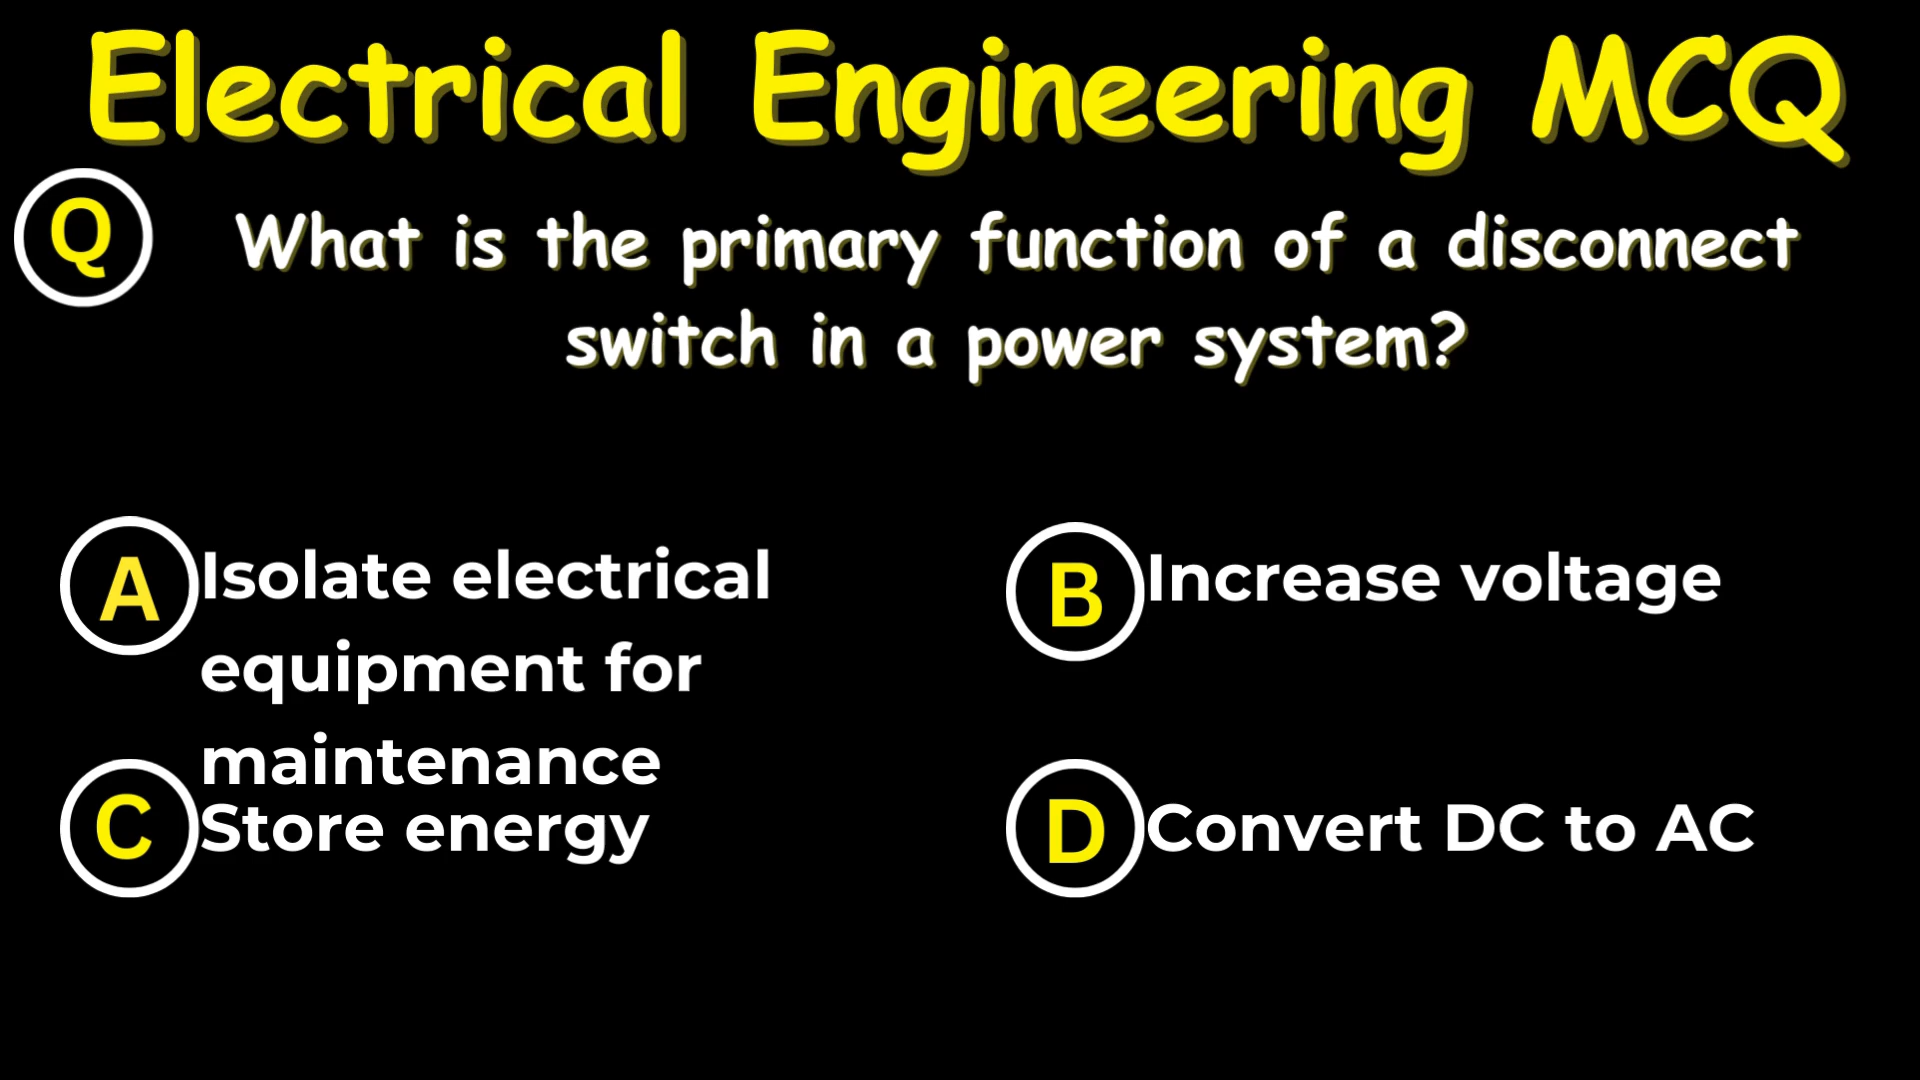 Electrical Engineering MCQ
Q
What is the primary function of a disconnect
switch in a power system?
A
Isolate electrical
equipment for
maintenance
B
Increase voltage
C
Store energy
D
Convert DC to AC